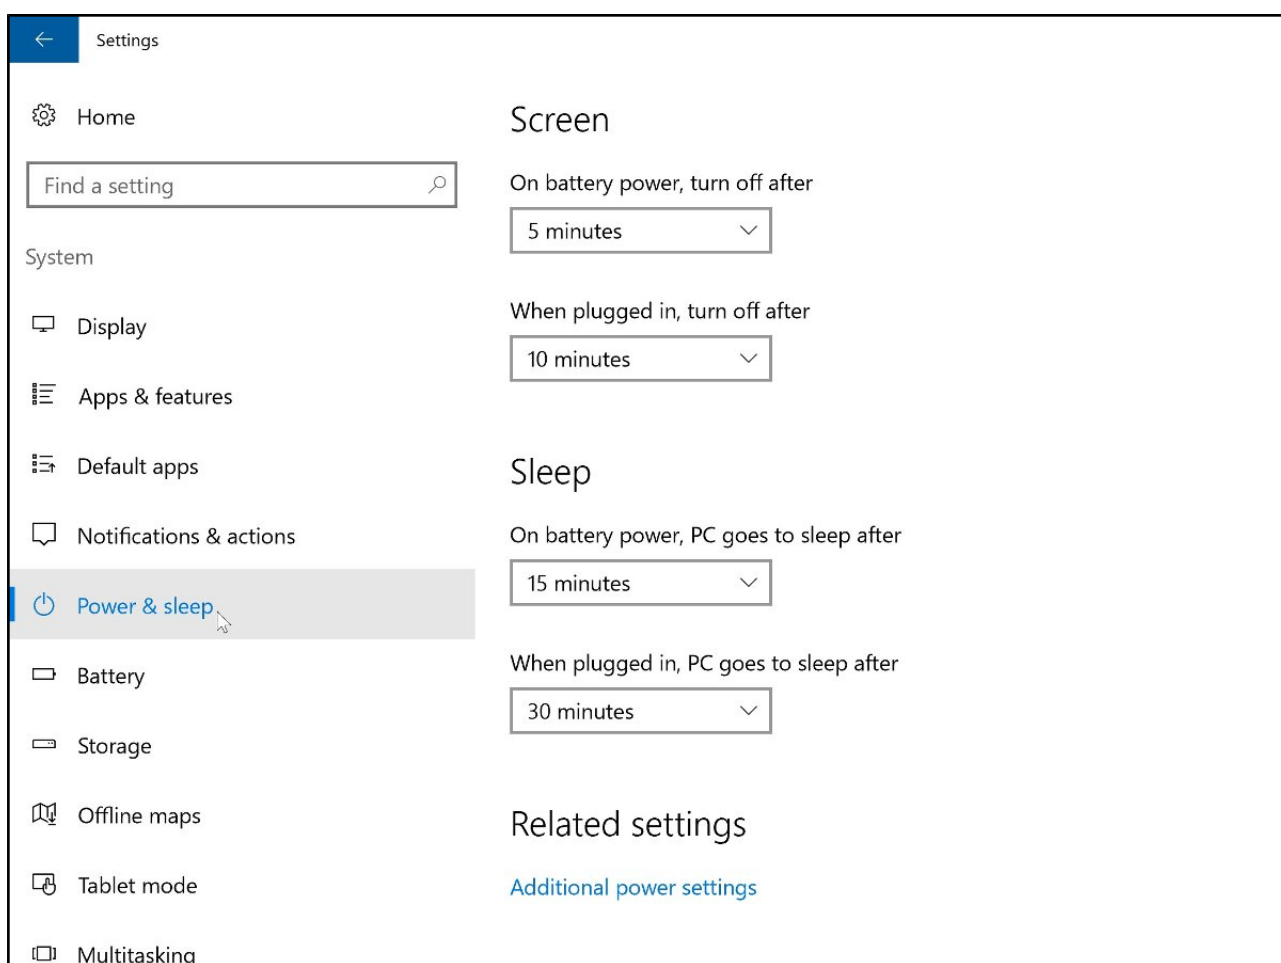 Settings
Home
Find a setting
System
Display
Apps & features
Default apps
Notifications & actions
Power & sleep
Battery
Storage
Offline maps
Tablet mode
Multitasking
Screen
On battery power, turn off after
5 minutes
When plugged in, turn off after
10 minutes
Sleep
On battery power, PC goes to sleep after
15 minutes
When plugged in, PC goes to sleep after
30 minutes
Related settings
Additional power settings